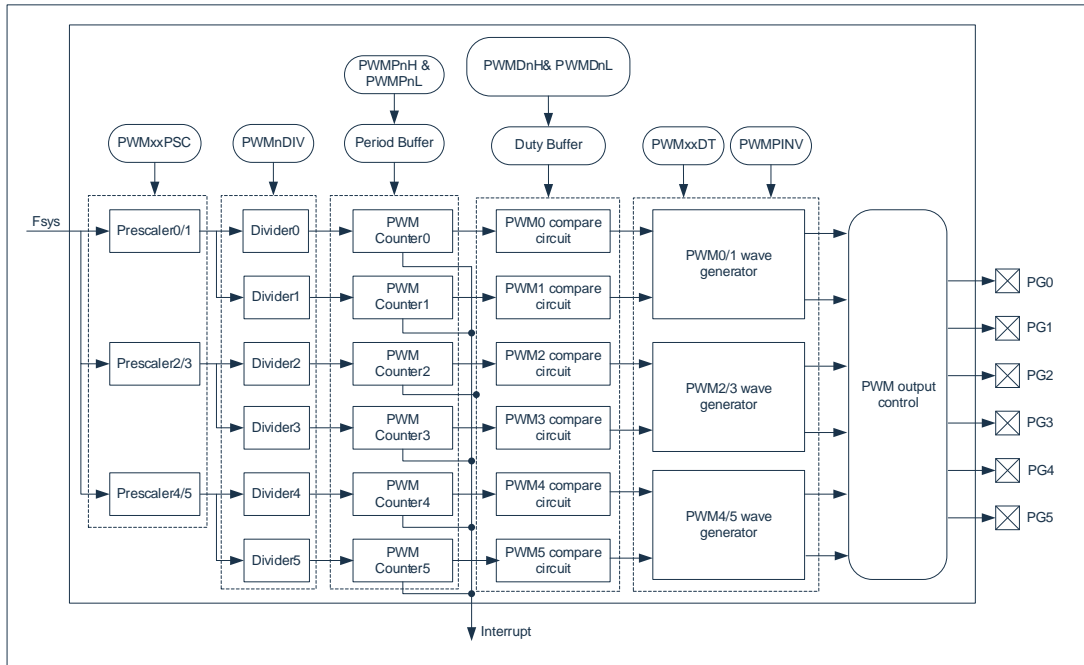 PWMPnH &
PWMPnL
PWMDnH& PWMDnL
PWMxxPSC
PWMnDIV
Period Buffer
Duty Buffer
PWMxxDT
PWMPINV
Fsys
Prescaler0/1
Divider0
PWM
Counter0
PWM0 compare
circuit
PWM0/1 wave
generator
Divider1
PWM
Counter1
PWM1 compare
circuit
Prescaler2/3
Divider2
PWM
Counter2
PWM2 compare
circuit
PWM2/3 wave
generator
Divider3
PWM
Counter3
PWM3 compare
circuit
Prescaler4/5
Divider4
PWM
Counter4
PWM4 compare
circuit
PWM4/5 wave
generator
Divider5
PWM
Counter5
PWM5 compare
circuit
PWM output
control
PG0
PG1
PG2
PG3
PG4
PG5
Interrupt